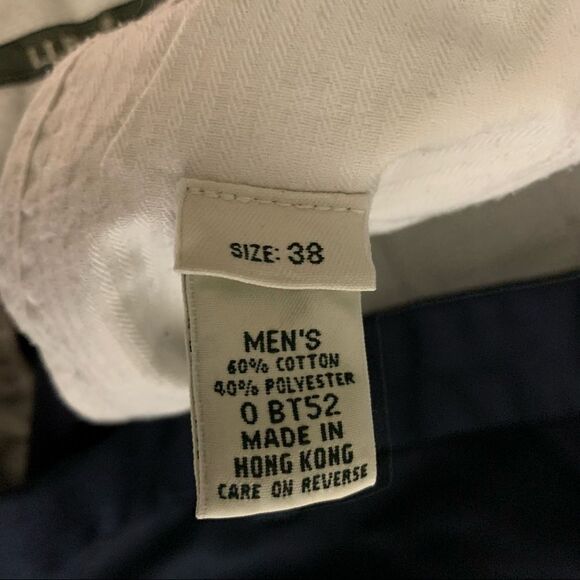 SIZE: 38
MEN'S
60% COTTON
40% POLYESTER
0 BT52
MADE IN
HONG KONG
CARE ON REVERSE